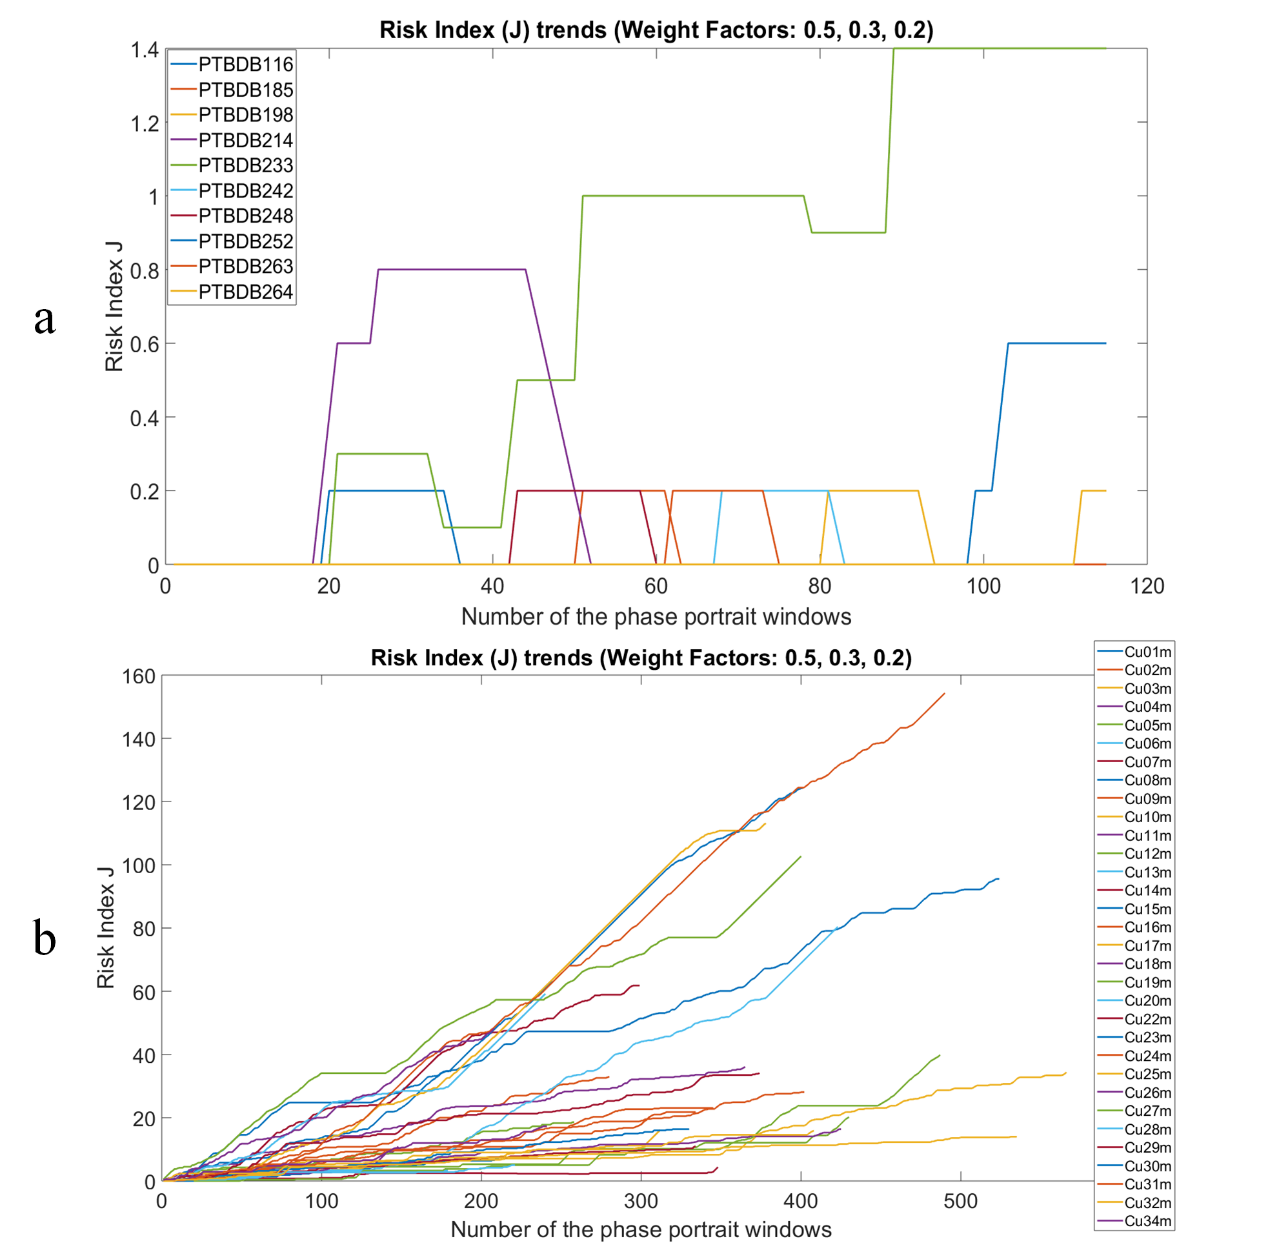 a
Risk Index (J) trends (Weight Factors: 0.5, 0.3, 0.2)
Risk Index J
1.4
1.2
1
0.8
0.6
0.4
0.2
0
0 20 40 60 80 100 120
Number of the phase portrait windows
PTBDB116
PTBDB185
PTBDB198
PTBDB214
PTBDB233
PTBDB242
PTBDB248
PTBDB252
PTBDB263
PTBDB264
b
Risk Index (J) trends (Weight Factors: 0.5, 0.3, 0.2)
Risk Index J
160
140
120
100
80
60
40
20
0
0 100 200 300 400 500
Number of the phase portrait windows
Cu01m
Cu02m
Cu03m
Cu04m
Cu05m
Cu06m
Cu07m
Cu08m
Cu09m
Cu10m
Cu11m
Cu12m
Cu13m
Cu14m
Cu15m
Cu16m
Cu17m
Cu18m
Cu19m
Cu20m
Cu22m
Cu23m
Cu24m
Cu25m
Cu26m
Cu27m
Cu28m
Cu29m
Cu30m
Cu31m
Cu32m
Cu34m